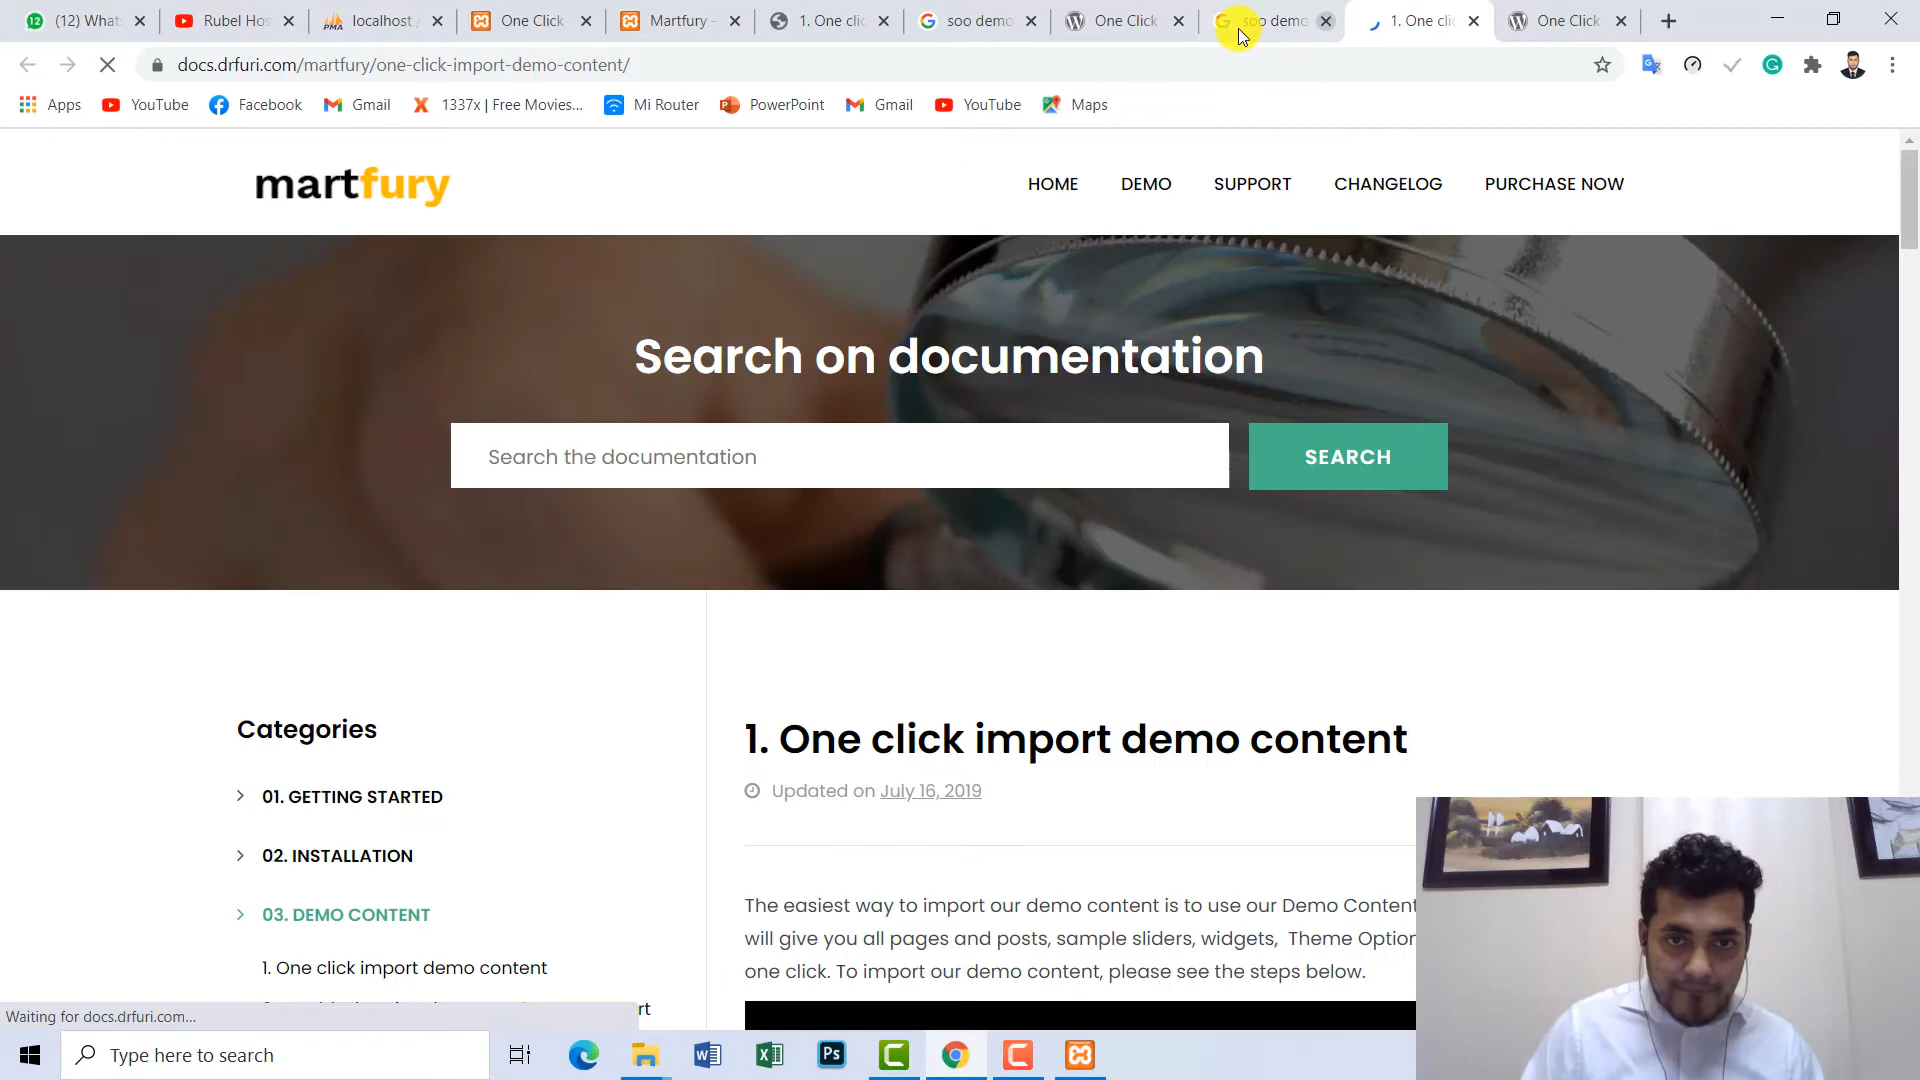 (12) Whats
Rubel Hos
localhost /
One Click
Martfury -
1. One clic
soo demo
One Click
soo demo
1. One clic
One Click
docs.drfuri.com/martfury/one-click-import-demo-content/
Apps
YouTube
Facebook
Gmail
1337x | Free Movies...
Mi Router
PowerPoint
Gmail
YouTube
Maps
martfury
HOME
DEMO
SUPPORT
CHANGELOG
PURCHASE NOW
Search on documentation
Search the documentation
SEARCH
Categories
01. GETTING STARTED
02. INSTALLATION
03. DEMO CONTENT
1. One click import demo content
rt
1. One click import demo content
Updated on July 16, 2019
The easiest way to import our demo content is to use our Demo Content
will give you all pages and posts, sample sliders, widgets, Theme Option
one click. To import our demo content, please see the steps below.
Waiting for docs.drfuri.com...
Type here to search